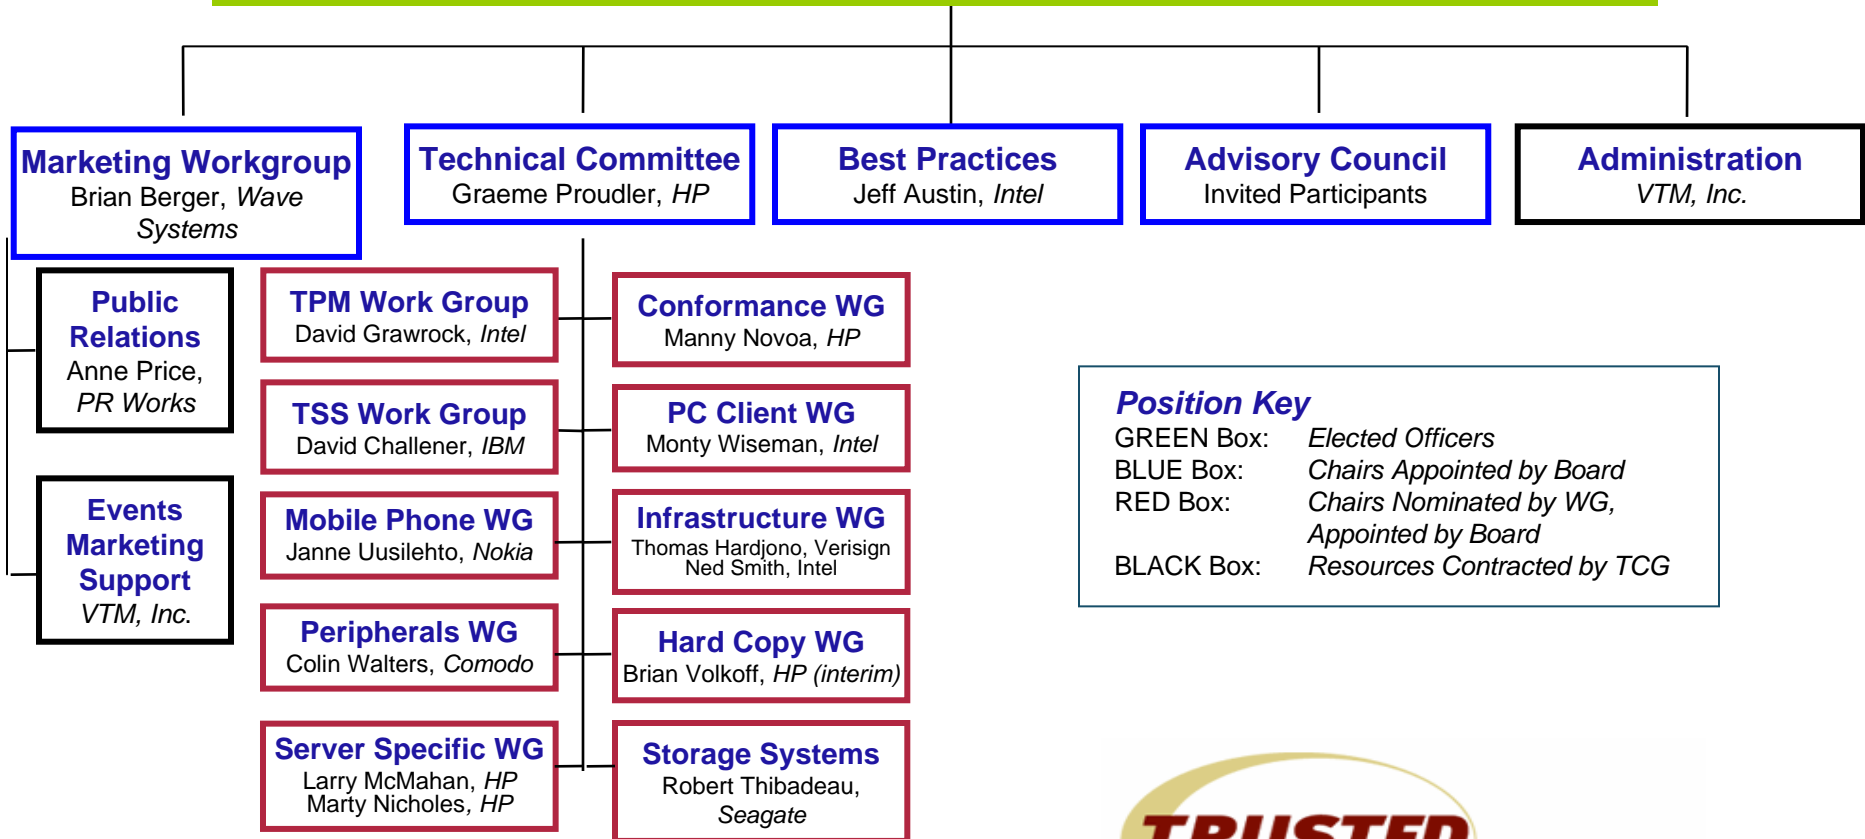 Marketing Workgroup
Brian Berger, Wave
Systems
Technical Committee
Graeme Proudler, HP
Best Practices
Jeff Austin, Intel
Advisory Council
Invited Participants
Administration
VTM, Inc.
Public
Relations
Anne Price,
PR Works
Events
Marketing
Support
VTM, Inc.
TPM Work Group
David Grawrock, Intel
TSS Work Group
David Challener, IBM
Mobile Phone WG
Janne Uusilehto, Nokia
Peripherals WG
Colin Walters, Comodo
Server Specific WG
Larry McMahan, HP
Marty Nicholes, HP
Conformance WG
Manny Novoa, HP
PC Client WG
Monty Wiseman, Intel
Infrastructure WG
Thomas Hardjono, Verisign
Ned Smith, Intel
Hard Copy WG
Brian Volkoff, HP (interim)
Storage Systems
Robert Thibadeau,
Seagate
Position Key
GREEN Box: Elected Officers
BLUE Box: Chairs Appointed by Board
RED Box: Chairs Nominated by WG,
Appointed by Board
BLACK Box: Resources Contracted by TCG
TRUSTED